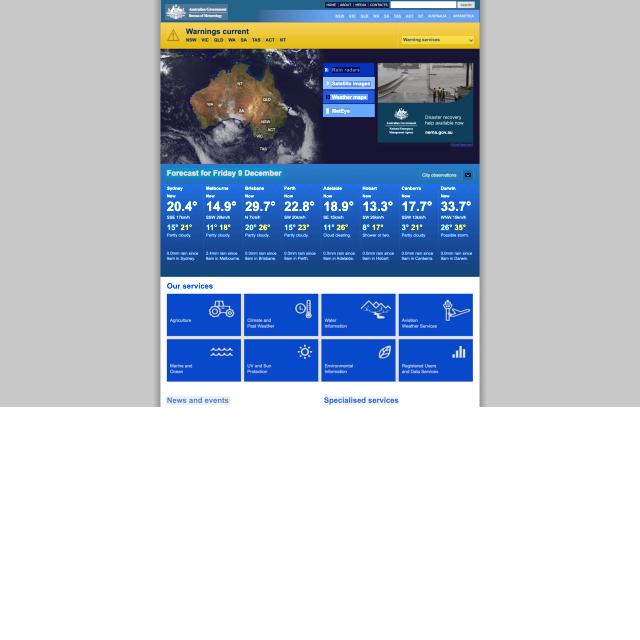 Australian Government
Bureau of Meteorology
HOME | ABOUT | MEDIA | CONTACTS
search
NSW VIC QLD WA SA TAS ACT NT AUSTRALIA ANTARCTICA
Warnings current
NSW VIC QLD WA SA TAS ACT NT
Warning services
NT
WA
QLD
SA
NSW
ACT
VIC
TAS
Rain radars
Satellite images
Weather maps
MetEye
Australian Government
National Emergency
Management Agency
Disaster recovery
help available now
nema.gov.au
Forecast for Friday 9 December
City observations
Sydney Melbourne Brisbane Perth Adelaide Hobart Canberra Darwin
Now Now Now Now Now Now Now Now
20.4° 14.9° 29.7° 22.8° 18.9° 13.3° 17.7° 33.7°
SSE 17km/h SSW 20km/h N 7km/h SW 20km/h SE 15km/h SW 26km/h SSW 13km/h WNW 15km/h
15° 21° 11° 18° 20° 26° 15° 23° 11° 26° 8° 17° 3° 21° 26° 35°
Partly cloudy. Partly cloudy. Partly cloudy. Partly cloudy. Cloud clearing. Shower or two. Partly cloudy. Possible storm.
0.0mm rain since 2.4mm rain since 0.0mm rain since 0.0mm rain since 0.0mm rain since 0.0mm rain since 0.0mm rain since 0.0mm rain since
9am in Sydney. 9am in Melbourne. 9am in Brisbane. 9am in Perth. 9am in Adelaide. 9am in Hobart. 9am in Canberra. 9am in Darwin.
Our services
Agriculture
Climate and
Past Weather
Water
Information
Aviation
Weather Services
Marine and
Ocean
UV and Sun
Protection
Environmental
Information
Registered Users
and Data Services
News and events
Specialised services